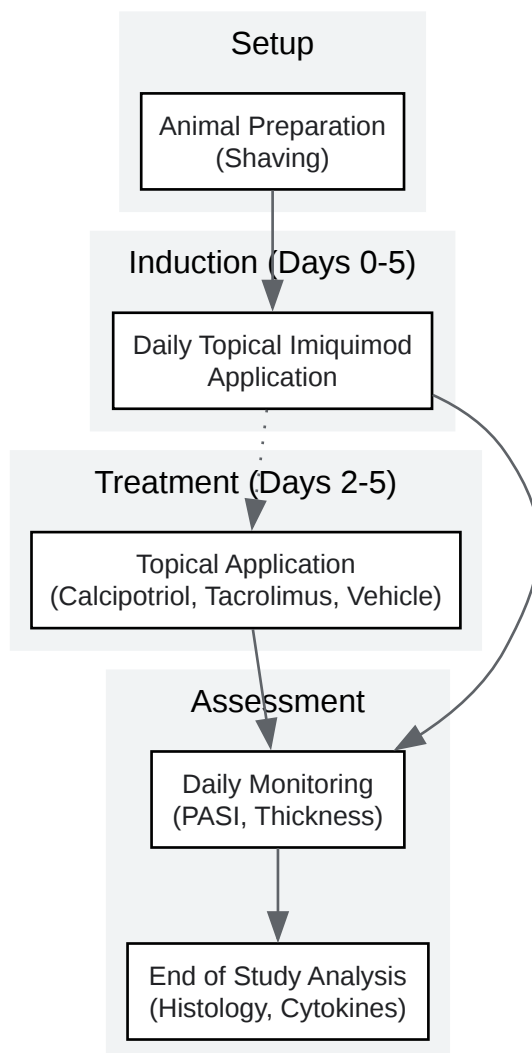 Setup
Animal Preparation
(Shaving)
Induction (Days 0-5)
Daily Topical Imiquimod
Application
Treatment (Days 2-5)
Topical Application
(Calcipotriol, Tacrolimus, Vehicle)
Assessment
Daily Monitoring
(PASI, Thickness)
End of Study Analysis
(Histology, Cytokines)